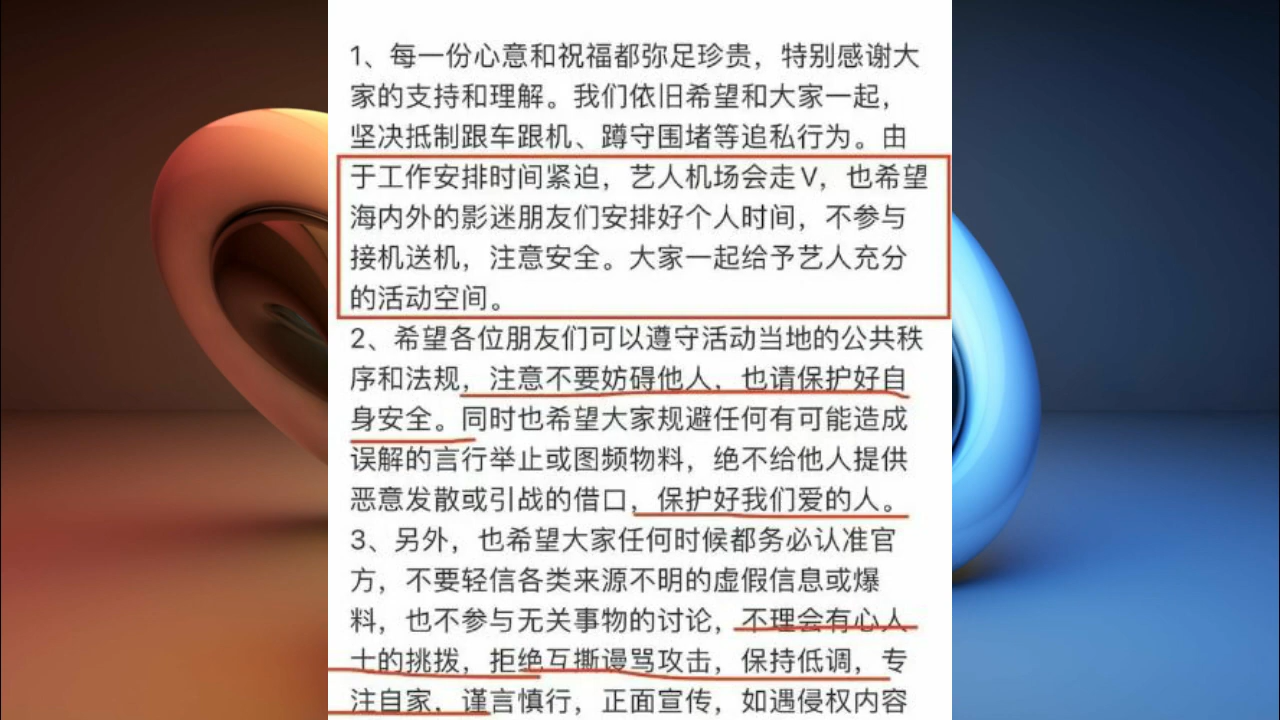 1、每一份心意和祝福都弥足珍贵，特别感谢大
家的支持和理解。我们依旧希望和大家一起，
坚决抵制跟车跟机、蹲守围堵等追私行为。由
于工作安排时间紧迫，艺人机场会走V，也希望
海内外的影迷朋友们安排好个人时间，不参与
接机送机，注意安全。大家一起给予艺人充分
的活动空间。
2、希望各位朋友们可以遵守活动当地的公共秩
序和法规，注意不要妨碍他人，也请保护好自
身安全。同时也希望大家规避任何有可能造成
误解的言行举止或图频物料，绝不给他人提供
恶意发散或引战的借口，保护好我们爱的人。
3、另外，也希望大家任何时候都务必认准官
方，不要轻信各类来源不明的虚假信息或爆
料，也不参与无关事物的讨论，不理会有心人
士的挑拨，拒绝互撕谩骂攻击，保持低调，专
注自家，谨言慎行，正面宣传，如遇侵权内容